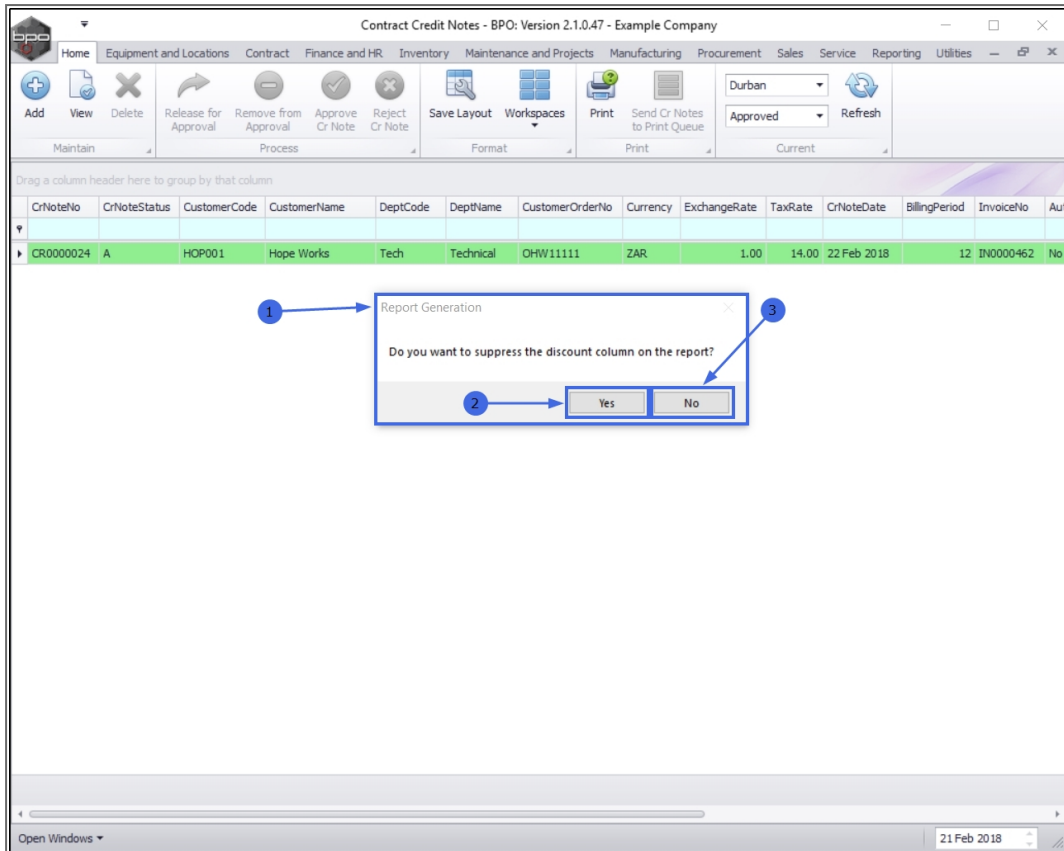 Contract Credit Notes - BPO: Version 2.1.0.47 - Example Company
bpo
Home Equipment and Locations Contract Finance and HR Inventory Maintenance and Projects Manufacturing Procurement Sales Service Reporting Utilities
Add View Delete Release for Approval Remove from Approval Approve Cr Note Reject Cr Note Save Layout Workspaces Print Send Cr Notes to Print Queue Durban Approved Refresh
Maintain Process Format Print Current
Drag a column header here to group by that column
CrNoteNo CrNoteStatus CustomerCode CustomerName DeptCode DeptName CustomerOrderNo Currency ExchangeRate TaxRate CrNoteDate BillingPeriod InvoiceNo Au
CR0000024 A HOP001 Hope Works Tech Technical OHW11111 ZAR 1.00 14.00 22 Feb 2018 12 IN0000462 No
1 Report Generation 3
Do you want to suppress the discount column on the report?
2 Yes No
Open Windows 21 Feb 2018